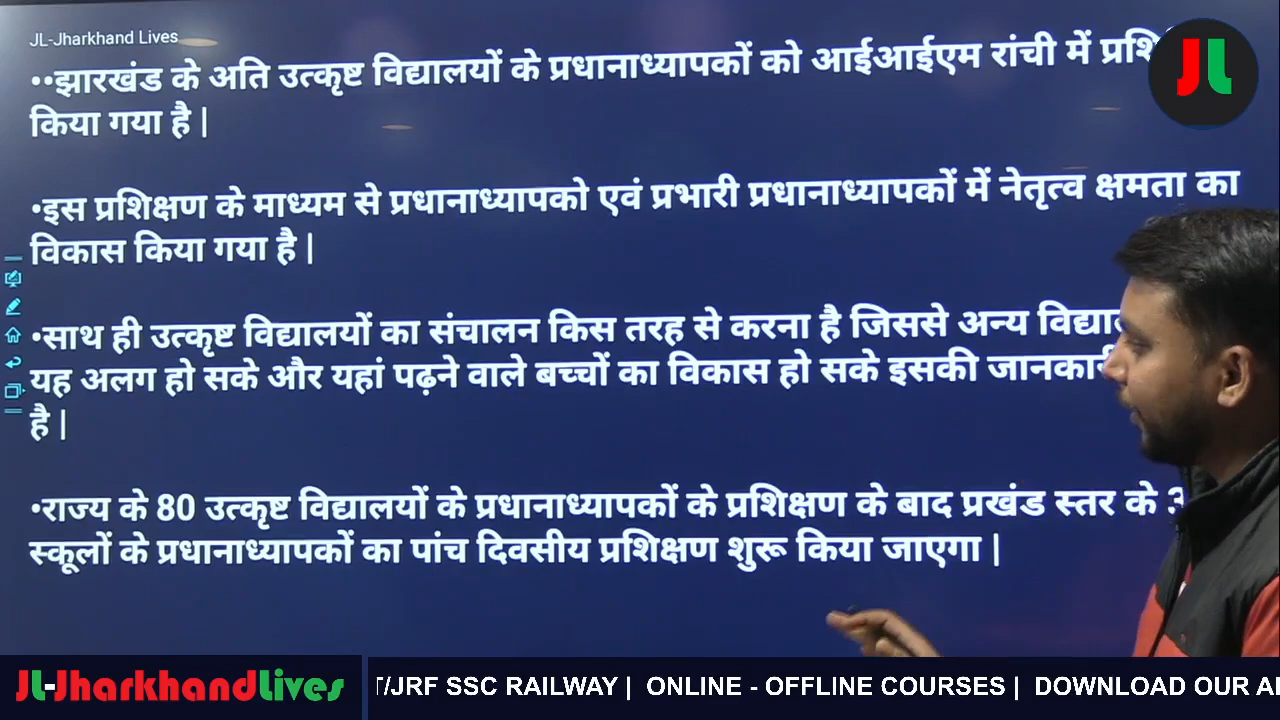 JL-Jharkhand Lives
••झारखंड के अति उत्कृष्ट विद्यालयों के प्रधानाध्यापकों को आईआईएम रांची में
किया गया है |
•इस प्रशिक्षण के माध्यम से प्रधानाध्यापको एवं प्रभारी प्रधानाध्यापकों में नेतृत्व क्षमता का
विकास किया गया है |
•साथ ही उत्कृष्ट विद्यालयों का संचालन किस तरह से करना है जिससे अन्य
यह अलग हो सके और यहां पढ़ने वाले बच्चों का विकास हो सके इसकी
है |
•राज्य के 80 उत्कृष्ट विद्यालयों के प्रधानाध्यापकों के प्रशिक्षण के बाद प्रखंड स्तर के
स्कूलों के प्रधानाध्यापकों का पांच दिवसीय प्रशिक्षण शुरू किया जाएगा |
JL
JL-JharkhandLives
T/JRF SSC RAILWAY | ONLINE - OFFLINE COURSES | DOWNLOAD OUR